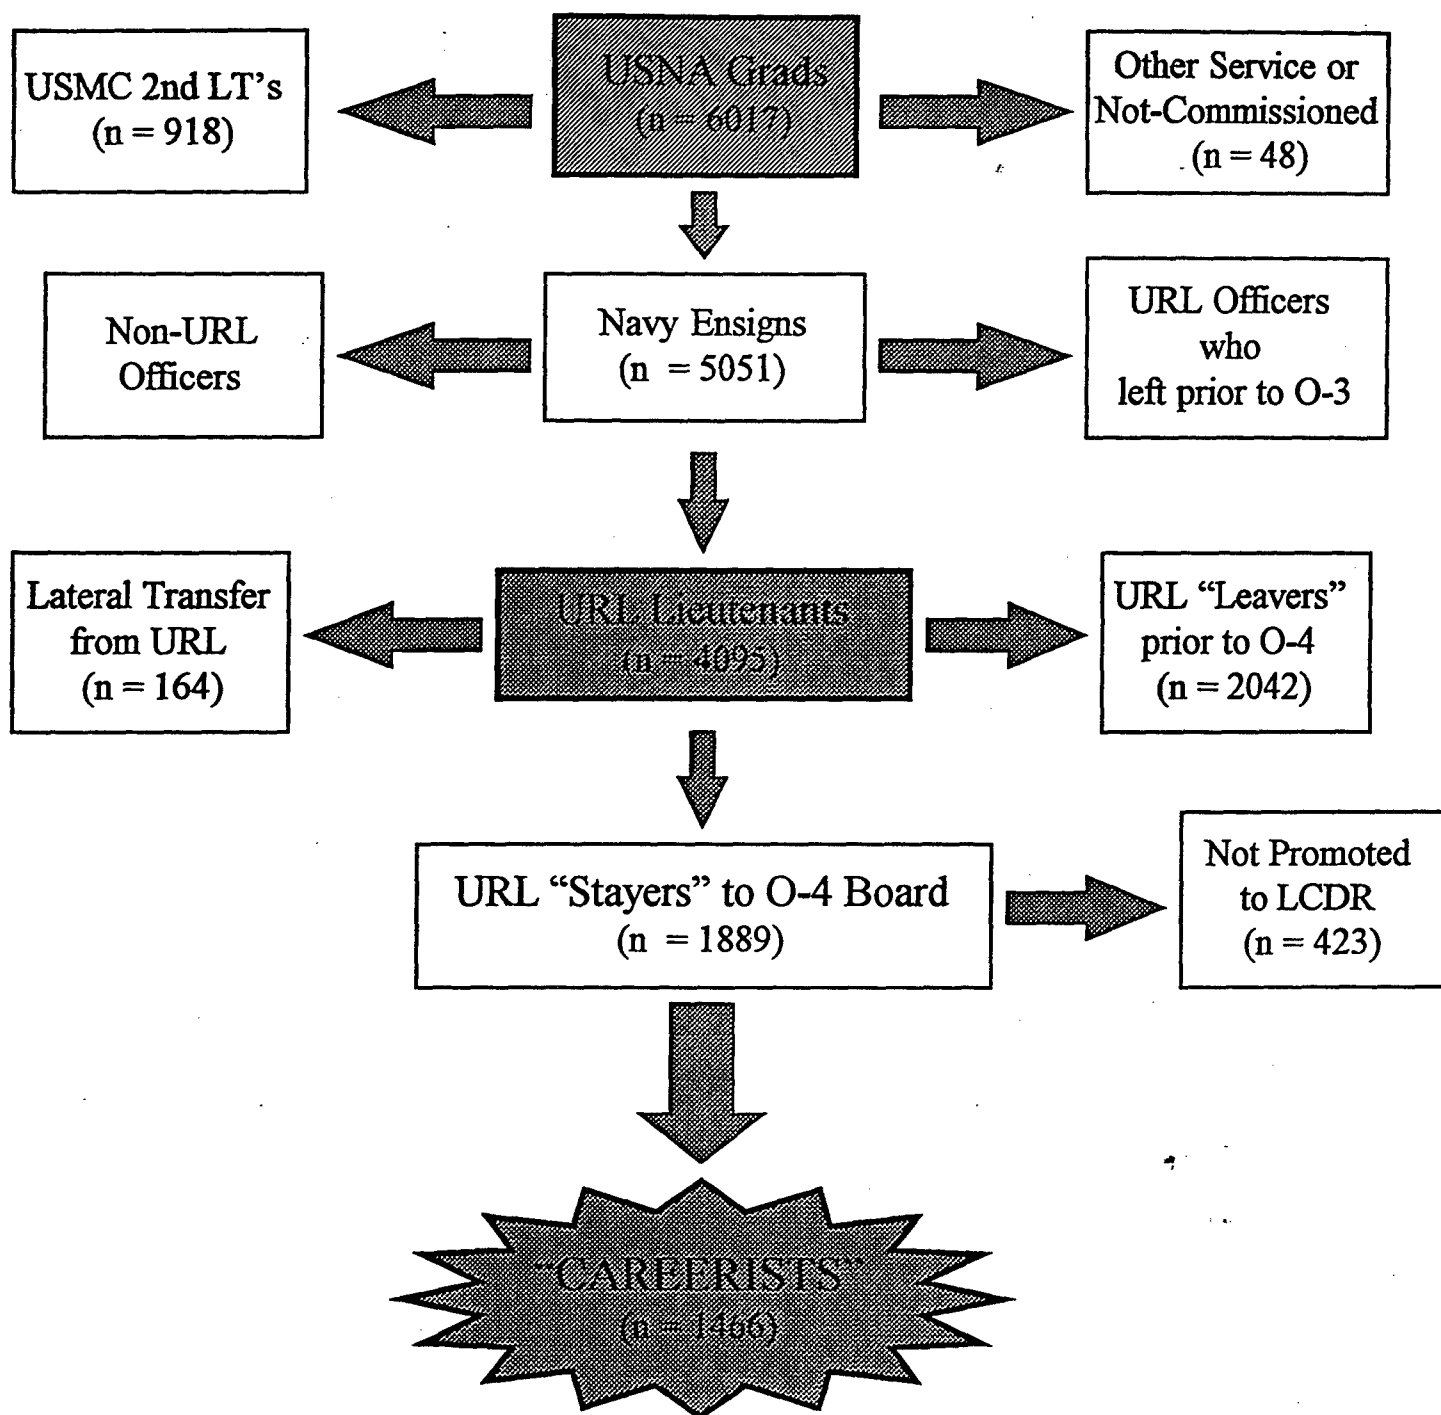 USMC 2nd LT's
(n = 918)
USNA Grads
(n = 6017)
Other Service or
Not-Commissioned
(n = 48)
Non-URL
Officers
Navy Ensigns
(n = 5051)
URL Officers
who
left prior to O-3
Lateral Transfer
from URL
(n = 164)
URL Lieutenants
(n = 4095)
URL “Leavers”
prior to O-4
(n = 2042)
URL “Stayers” to O-4 Board
(n = 1889)
Not Promoted
to LCDR
(n = 423)
“CAREERISTS”
(n = 1466)